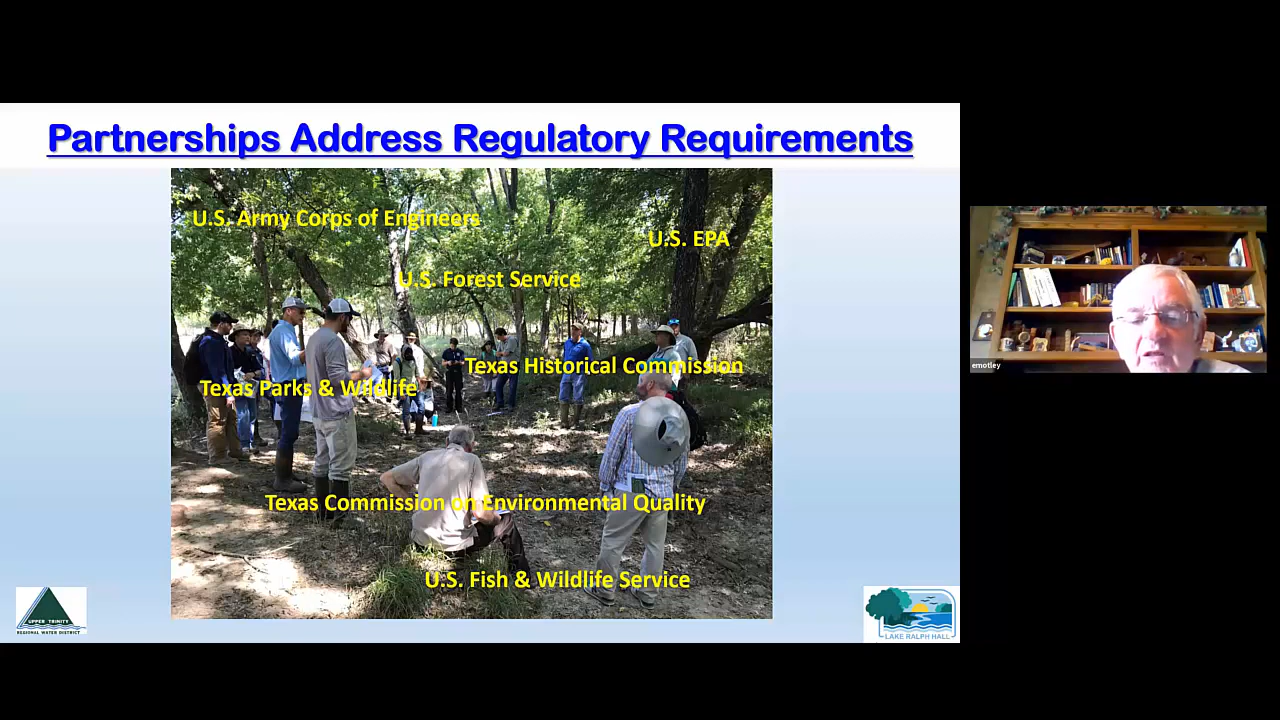 Partnerships Address Regulatory Requirements
U.S. Army Corps of Engineers
U.S. EPA
U.S. Forest Service
Texas Historical Commission
Texas Parks & Wildlife
Texas Commission on Environmental Quality
U.S. Fish & Wildlife Service
UPPER TRINITY
REGIONAL WATER DISTRICT
LAKE RALPH HALL
emotley